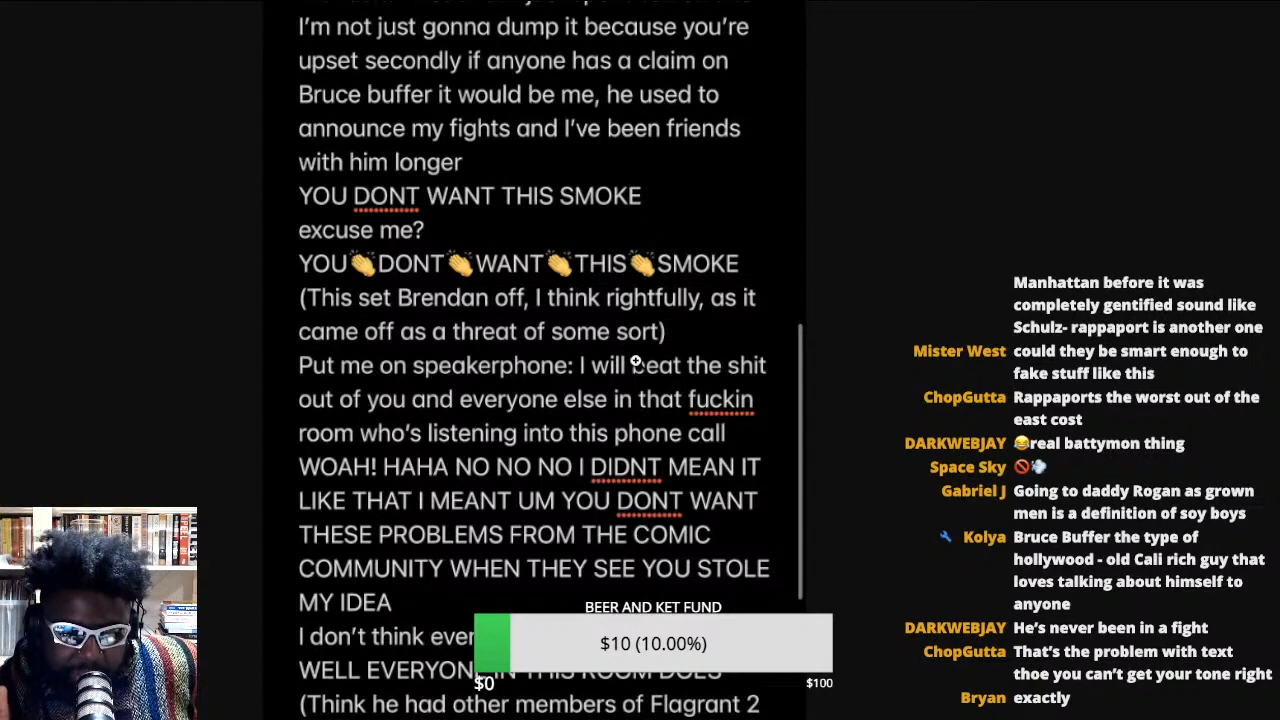 I'm not just gonna dump it because you're
upset secondly if anyone has a claim on
Bruce buffer it would be me, he used to
announce my fights and I've been friends
with him longer
YOU DONT WANT THIS SMOKE
excuse me?
YOU👏DONT👏WANT👏THIS👏SMOKE
(This set Brendan off, I think rightfully, as it
came off as a threat of some sort)
Put me on speakerphone: I will beat the shit
out of you and everyone else in that fuckin
room who's listening into this phone call
WOAH! HAHA NO NO NO I DIDNT MEAN IT
LIKE THAT I MEANT UM YOU DONT WANT
THESE PROBLEMS FROM THE COMIC
COMMUNITY WHEN THEY SEE YOU STOLE
MY IDEA
I don't think
WELL THIS ROOM DOES
(Think he had other members of Flagrant 2
BEER AND KET FUND
$10 (10.00%)
$0
$100
Manhattan before it was
completely gentified sound like
Schulz- rappaport is another one
Mister West could they be smart enough to
fake stuff like this
ChopGutta Rappaports the worst out of the
east cost
DARKWEBJAY 😂real battymon thing
Space Sky 🚫💨
Gabriel J Going to daddy Rogan as grown
men is a definition of soy boys
Kolya Bruce Buffer the type of
hollywood - old Cali rich guy that
loves talking about himself to
anyone
DARKWEBJAY He's never been in a fight
ChopGutta That's the problem with text
thoe you can't get your tone right
Bryan exactly